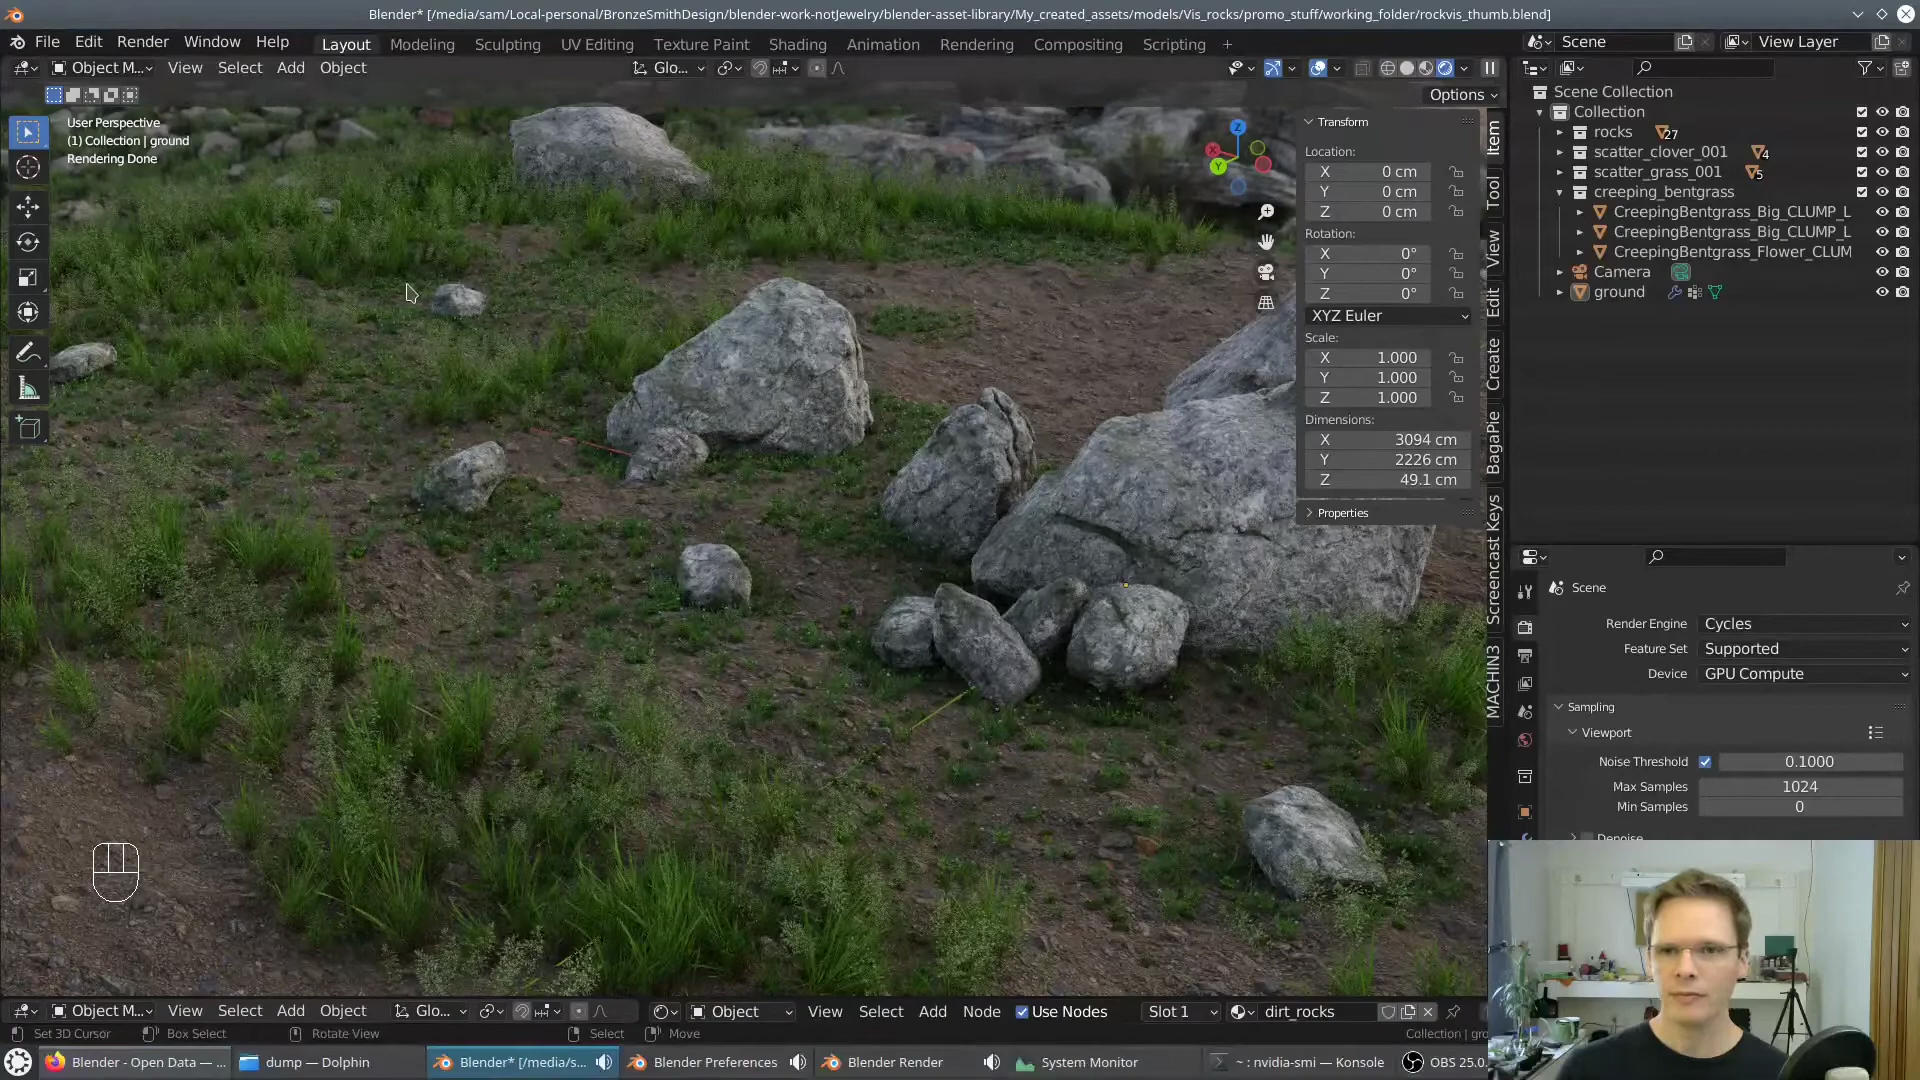 Blender* [/media/sam/Local-personal/BronzeSmithDesign/blender-work-notJewelry/blender-asset-library/My_created_assets/models/Vis_rocks/promo_stuff/working_folder/rockvis_thumb.blend]
File Edit Render Window Help Layout Modeling Sculpting UV Editing Texture Paint Shading Animation Rendering Compositing Scripting + Scene View Layer
Object M... View Select Add Object Glo...
Options
User Perspective
(1) Collection | ground
Rendering Done
Z
X
Y
Transform
Location:
X 0 cm
Y 0 cm
Z 0 cm
Rotation:
X 0°
Y 0°
Z 0°
XYZ Euler
Scale:
X 1.000
Y 1.000
Z 1.000
Dimensions:
X 3094 cm
Y 2226 cm
Z 49.1 cm
Properties
Item
Tool
View
Edit
Create
BagaPie
Screencast Keys
MACHIN3
Scene Collection
Collection
rocks 27
scatter_clover_001 4
scatter_grass_001 5
creeping_bentgrass
CreepingBentgrass_Big_CLUMP_L
CreepingBentgrass_Big_CLUMP_L
CreepingBentgrass_Flower_CLUM
Camera
ground
Scene
Render Engine Cycles
Feature Set Supported
Device GPU Compute
Sampling
Viewport
Noise Threshold 0.1000
Max Samples 1024
Min Samples 0
Denoise
Object M... View Select Add Object Glo... Object View Select Add Node Use Nodes Slot 1 dirt_rocks
Set 3D Cursor Box Select Rotate View Select Move Collection | gro
Blender - Open Data — ... dump — Dolphin Blender* [/media/s... Blender Preferences Blender Render System Monitor ~ : nvidia-smi — Konsole OBS 25.0.